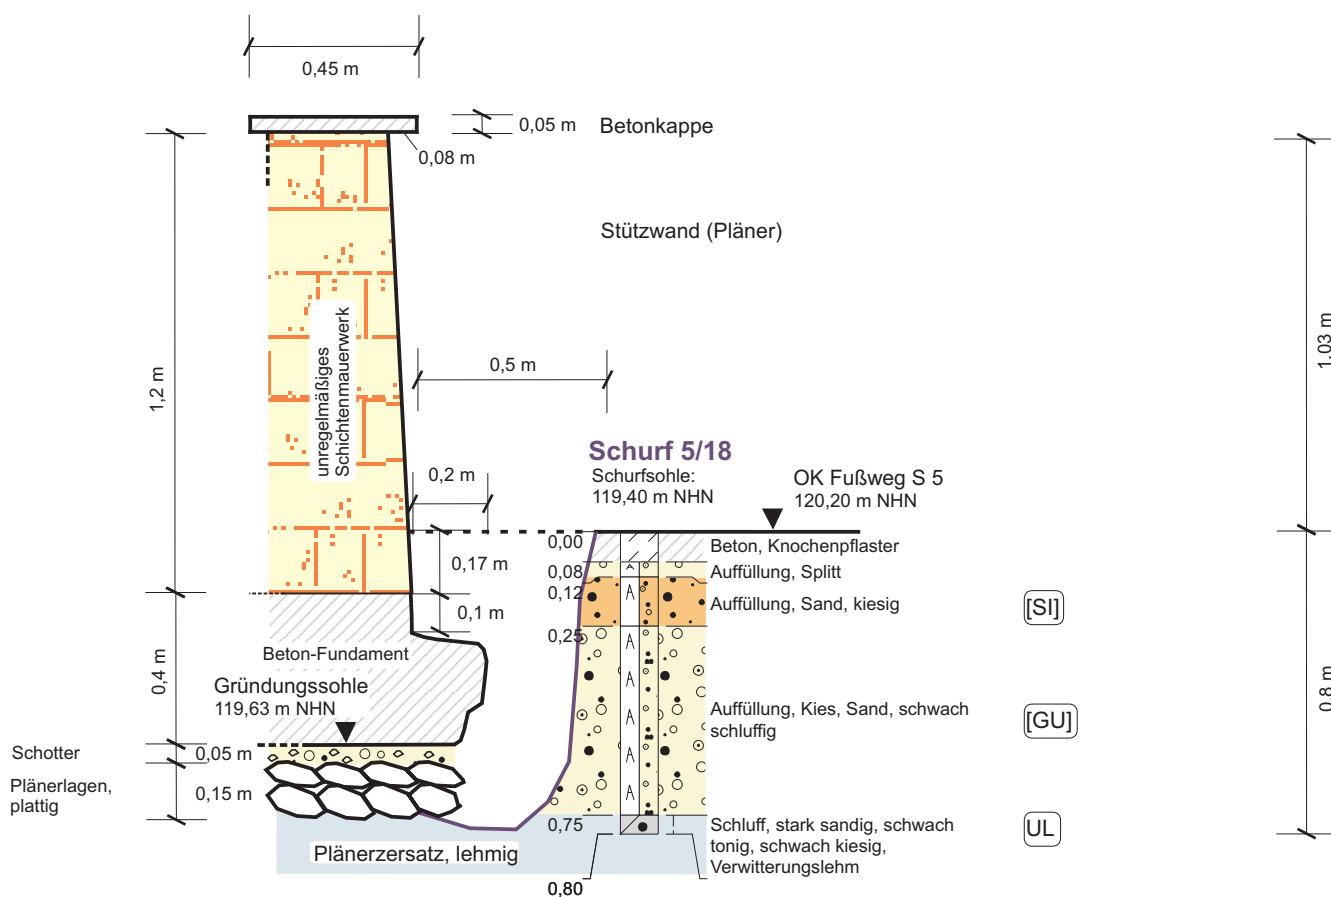 0,45 m
0,05 m
Betonkappe
0,08 m
Stützwand (Pläner)
1,2 m
1.03 m
unregelmäßiges
Schichtenmauerwerk
0,5 m
Schurf 5/18
Schurfsohle:
119,40 m NHN
OK Fußweg S 5
120,20 m NHN
0,2 m
0,00
Beton, Knochenpflaster
0,17 m
0,08
Auffüllung, Splitt
0,12
Auffüllung, Sand, kiesig
[SI]
0,1 m
0,25
Beton-Fundament
0,4 m
Gründungssohle
119,63 m NHN
Auffüllung, Kies, Sand, schwach
schluffig
[GU]
0.8 m
Schotter
0,05 m
Plänerlagen,
plattig
0,15 m
0,75
Schluff, stark sandig, schwach
tonig, schwach kiesig,
Verwitterungslehm
UL
Plänerzersatz, lehmig
0,80